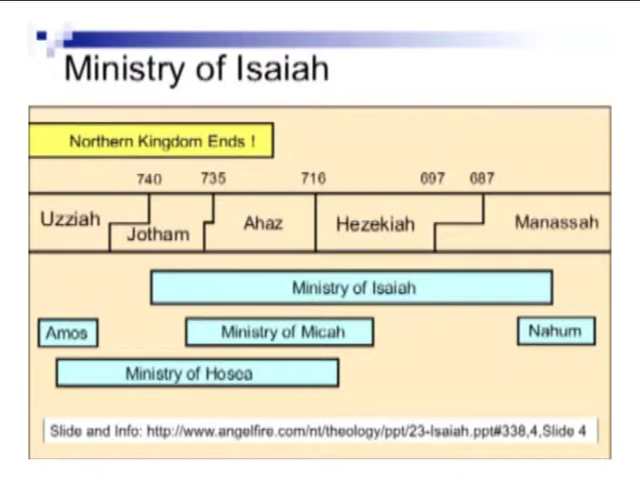 Ministry of Isaiah
Northern Kingdom Ends !
740 735 716 697 687
Uzziah Jotham Ahaz Hezekiah Manassah
Ministry of Isaiah
Amos Ministry of Micah Nahum
Ministry of Hosea
Slide and Info: http://www.angelfire.com/nt/theology/ppt/23-Isaiah.ppt#338,4,Slide 4